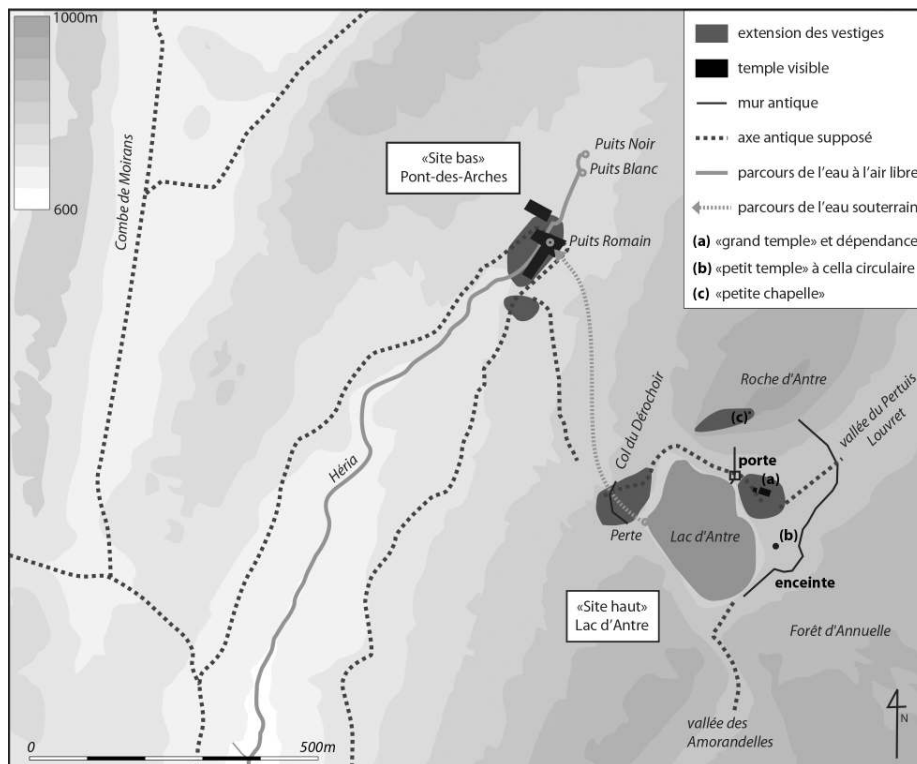 1000m
600
Combe de Moirans
«Site bas»
Pont-des-Arches
Puits Noir
Puits Blanc
Puits Romain
Héria
extension des vestiges
temple visible
mur antique
axe antique supposé
parcours de l'eau à l'air libre
parcours de l'eau souterrain
(a) «grand temple» et dépendance
(b) «petit temple» à cella circulaire
(c) «petite chapelle»
Roche d'Antre
vallée du Pertuis
Louvret
(c)
Col du Dérochoir
porte
(a)
Perte
Lac d'Antre
(b)
enceinte
«Site haut»
Lac d'Antre
Forêt d'Annuelle
vallée des
Amorandelles
0
500m
N